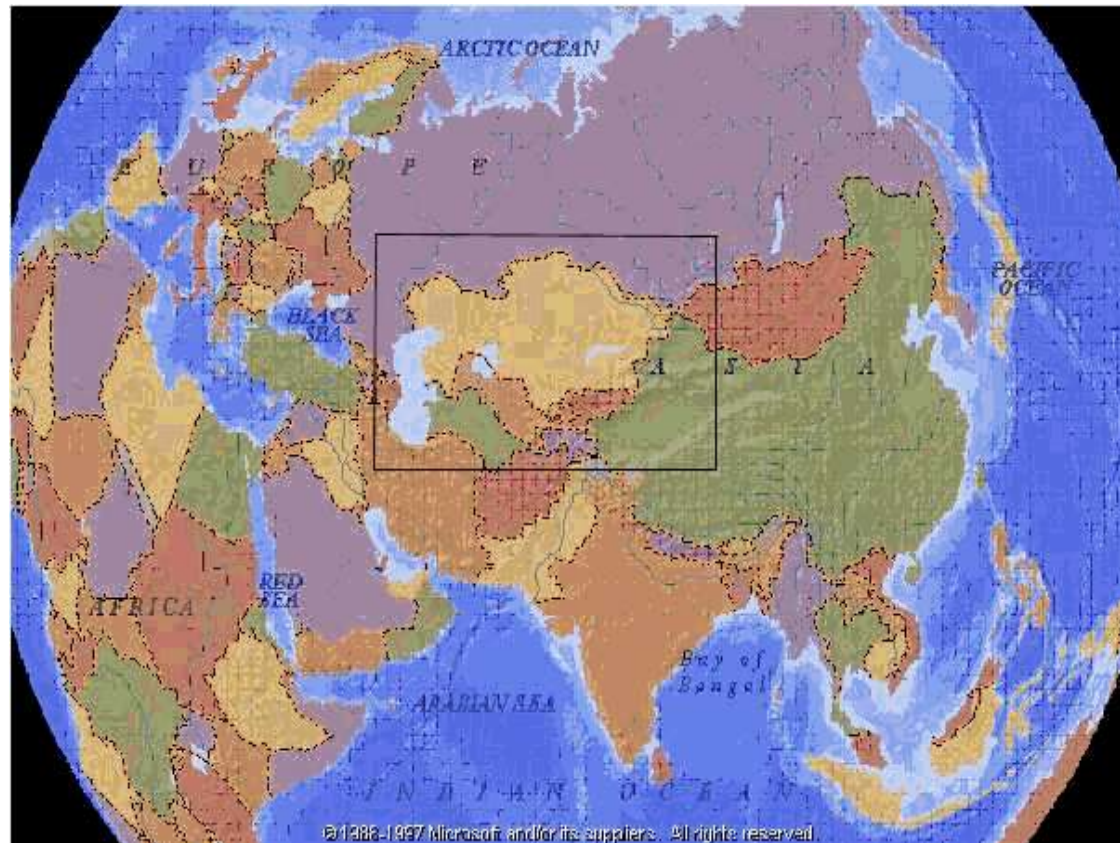 ARCTIC OCEAN
E U R O P E
PACIFIC
OCEAN
BLACK
SEA
A S I A
RED
SEA
AFRICA
Bay of
Bangal
ARABIAN SEA
I N D I A N O C E A N
©1988-1997 Microsoft and/or its suppliers. All rights reserved.